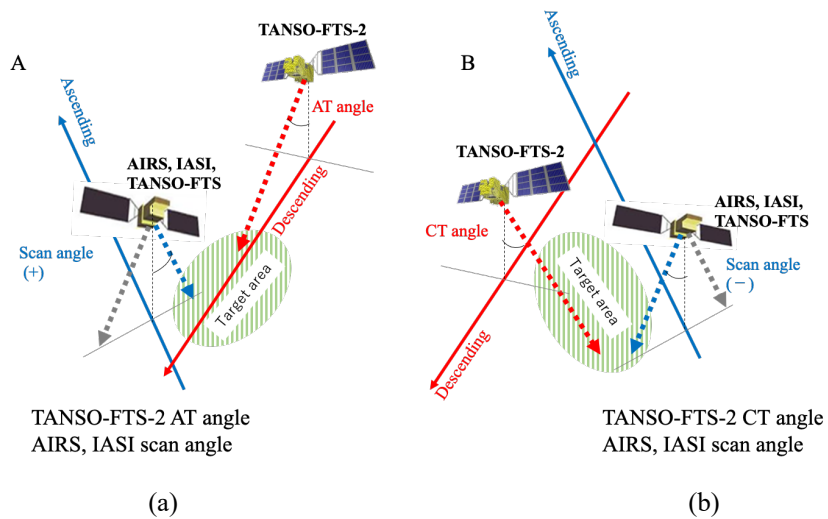 A
TANSO-FTS-2
AT angle
Ascending
AIRS, IASI,
TANSO-FTS
Descending
Scan angle
(+)
Target area
TANSO-FTS-2 AT angle
AIRS, IASI scan angle
(a)
B
Ascending
TANSO-FTS-2
AIRS, IASI,
TANSO-FTS
CT angle
Scan angle
(－)
Target area
Descending
TANSO-FTS-2 CT angle
AIRS, IASI scan angle
(b)